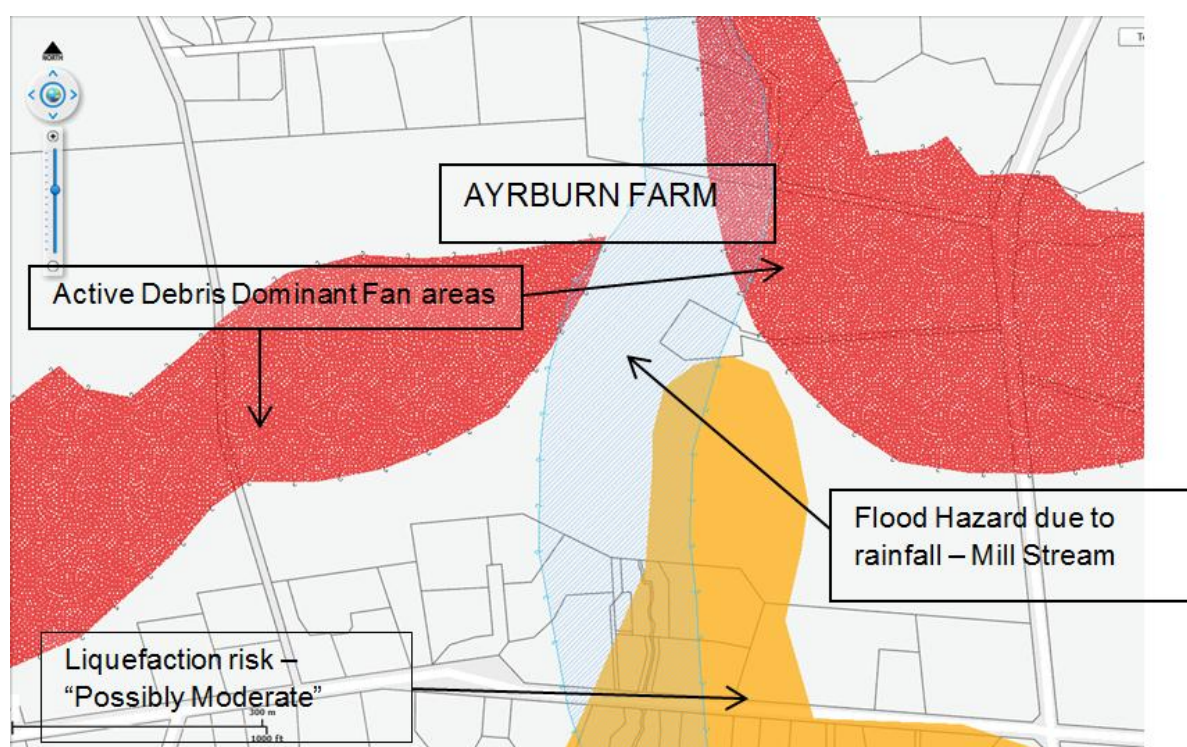 NORTH
AYRBURN FARM
Active Debris Dominant Fan areas
Flood Hazard due to
rainfall – Mill Stream
Liquefaction risk –
“Possibly Moderate”
300 m
1000 ft